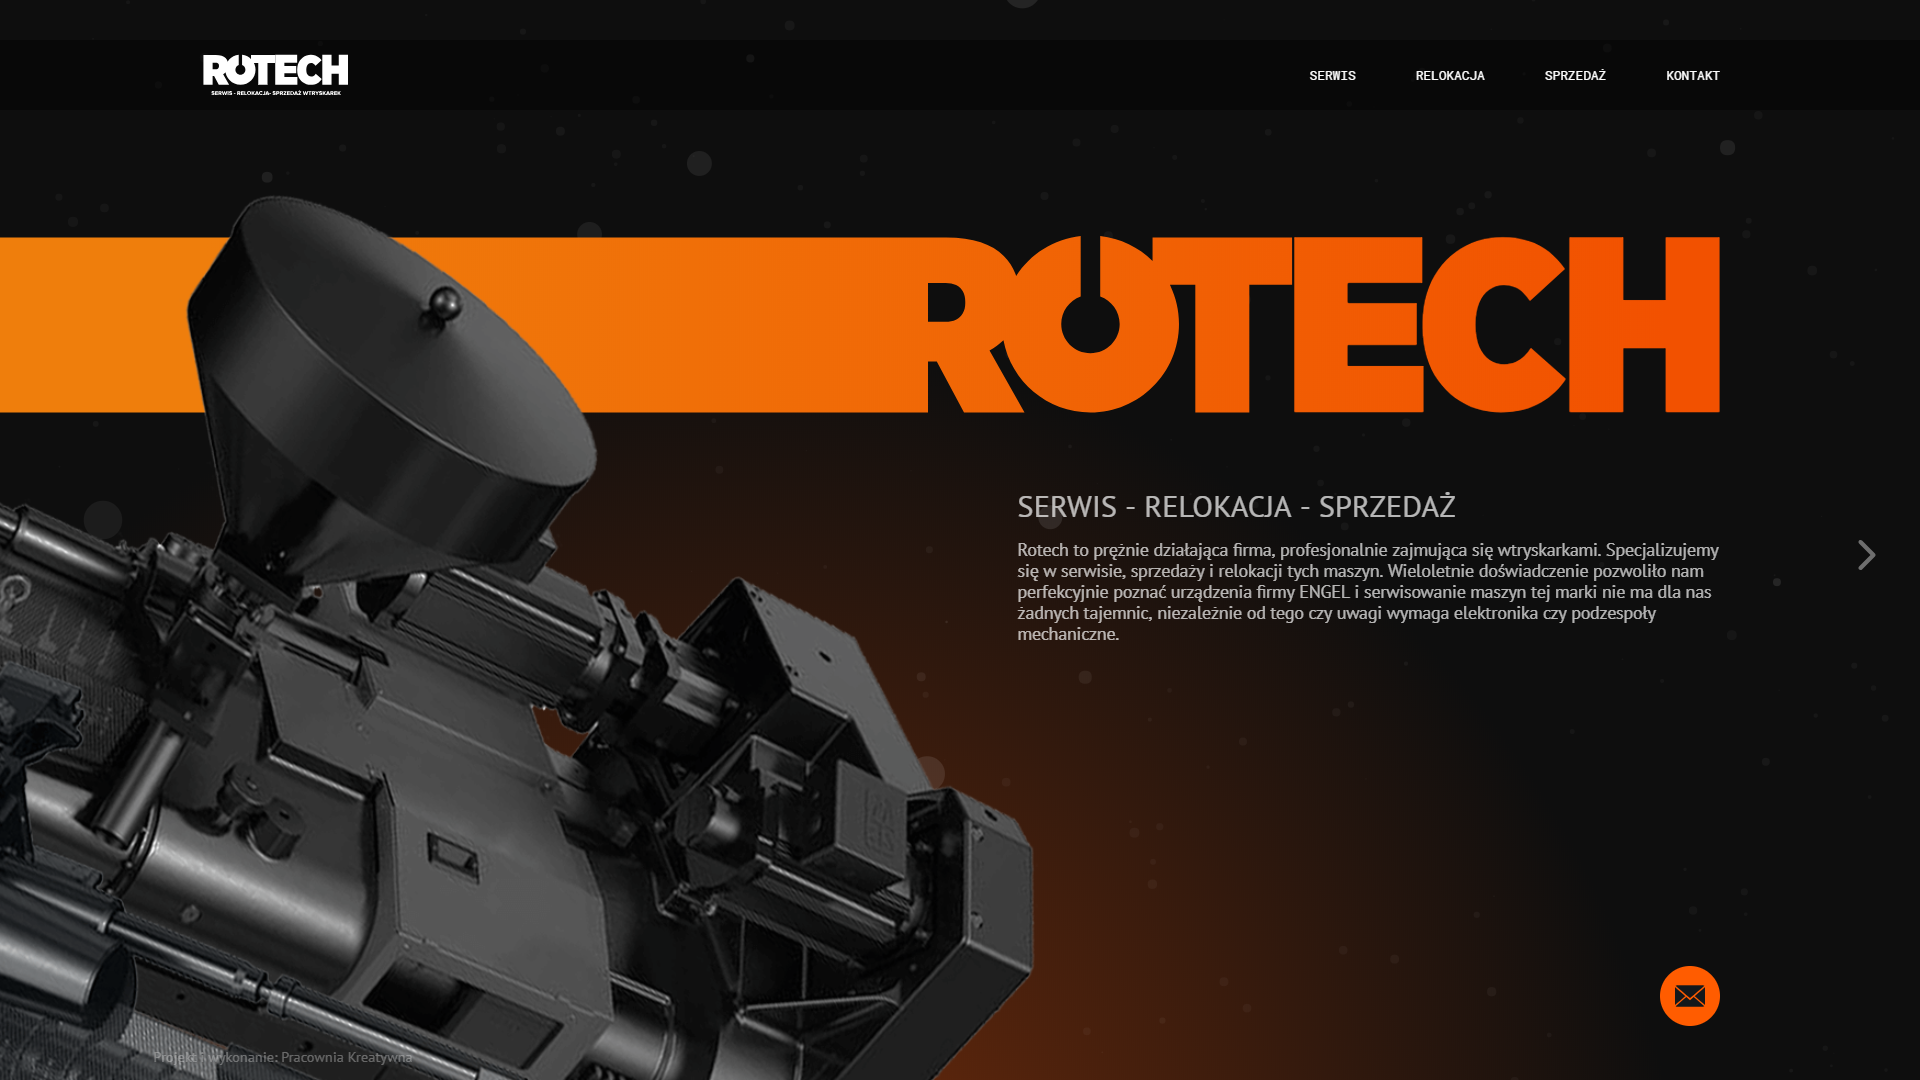 ROTECH
SERWIS - RELOKACJA- SPRZEDAŻ WTRYSKAREK
SERWIS
RELOKACJA
SPRZEDAŻ
KONTAKT
ROTECH
SERWIS - RELOKACJA - SPRZEDAŻ
Rotech to prężnie działająca firma, profesjonalnie zajmująca się wtryskarkami. Specjalizujemy
się w serwisie, sprzedaży i relokacji tych maszyn. Wieloletnie doświadczenie pozwoliło nam
perfekcyjnie poznać urządzenia firmy ENGEL i serwisowanie maszyn tej marki nie ma dla nas
żadnych tajemnic, niezależnie od tego czy uwagi wymaga elektronika czy podzespoły
mechaniczne.
Projekt i wykonanie: Pracownia Kreatywna